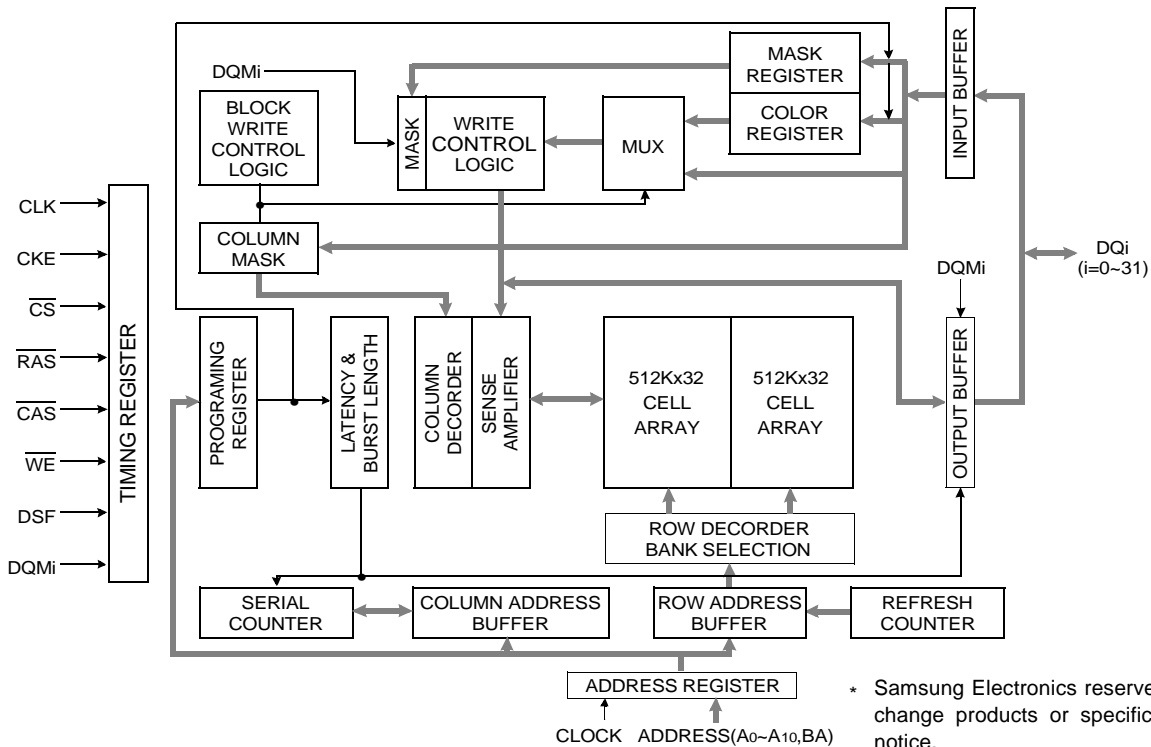 DQMi
MASK
REGISTER
COLOR
REGISTER
INPUT BUFFER
BLOCK
WRITE
CONTROL
LOGIC
MASK
WRITE
CONTROL
LOGIC
MUX
COLUMN
MASK
CLK
CKE
CS
RAS
CAS
WE
DSF
DQMi
TIMING REGISTER
PROGRAMING
REGISTER
LATENCY &
BURST LENGTH
COLUMN
DECORDER
SENSE
AMPLIFIER
512Kx32
CELL
ARRAY
512Kx32
CELL
ARRAY
DQMi
OUTPUT BUFFER
DQi
(i=0~31)
ROW DECORDER
BANK SELECTION
SERIAL
COUNTER
COLUMN ADDRESS
BUFFER
ROW ADDRESS
BUFFER
REFRESH
COUNTER
ADDRESS REGISTER
CLOCK
ADDRESS(A0~A10,BA)
* Samsung Electronics reserve
change products or specific
notice.